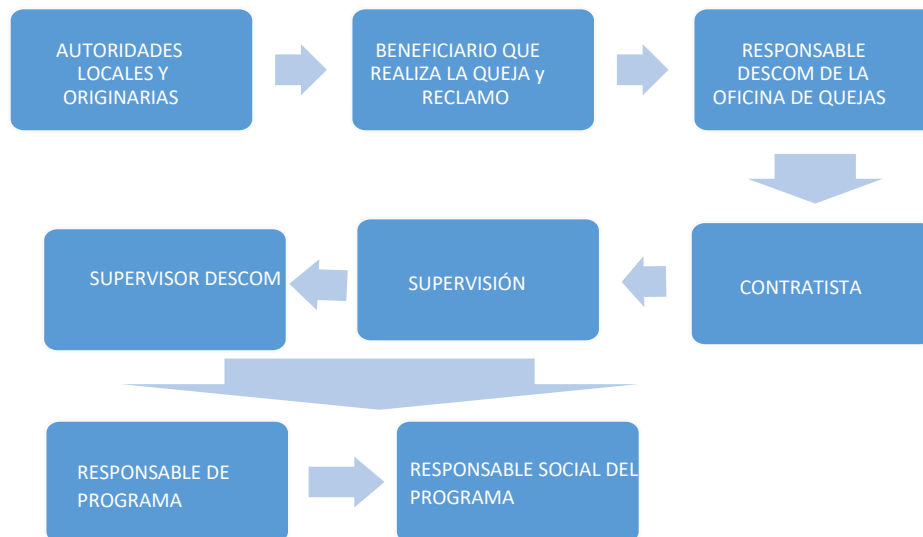 AUTORIDADES
LOCALES Y
ORIGINARIAS
BENEFICIARIO QUE
REALIZA LA QUEJA y
RECLAMO
RESPONSABLE
DESCOM DE LA
OFICINA DE QUEJAS
CONTRATISTA
SUPERVISIÓN
SUPERVISOR DESCOM
RESPONSABLE DE
PROGRAMA
RESPONSABLE SOCIAL DEL
PROGRAMA